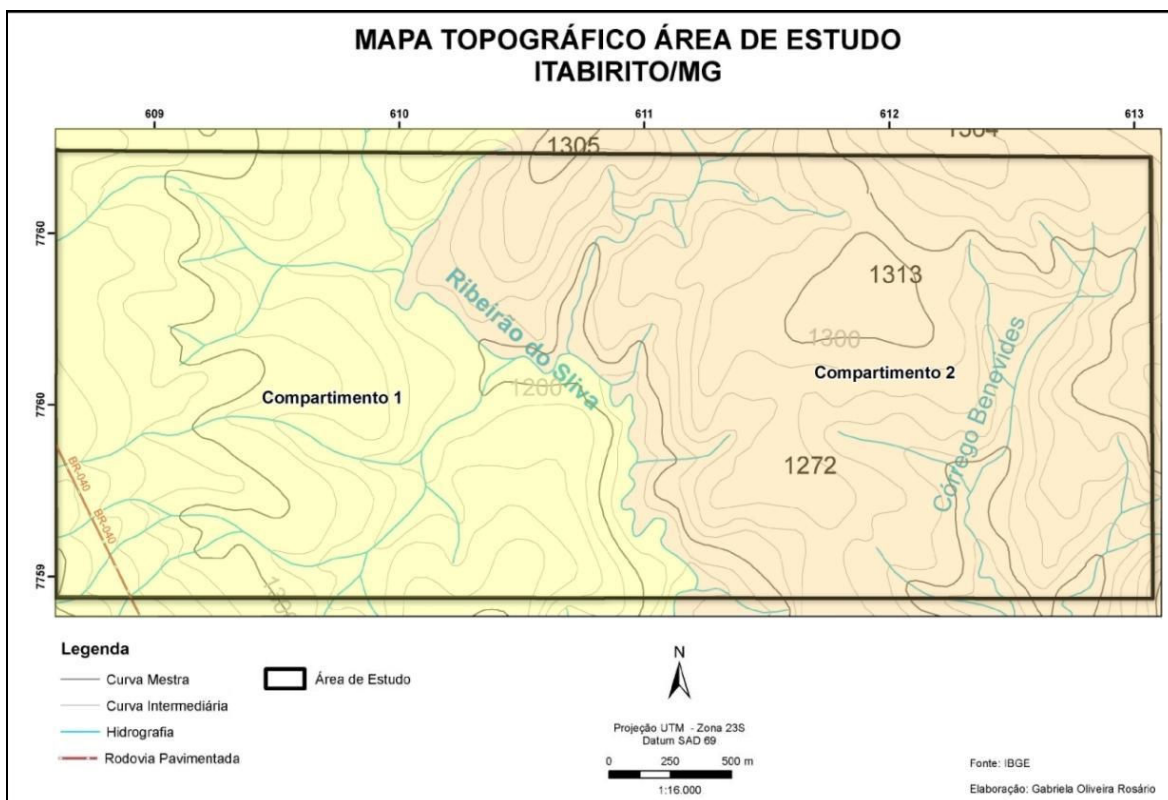 MAPA TOPOGRÁFICO ÁREA DE ESTUDO
ITABIRITO/MG
609
610
611
612
613
1305
1304
7760
1313
Ribeirão do Sliva
1300
Compartimento 2
1200
Compartimento 1
7760
Córrego Benevides
1272
BR-040
BR-040
7759
1300
Legenda
Curva Mestra
Área de Estudo
Curva Intermediária
Hidrografia
Rodovia Pavimentada
N
Projeção UTM - Zona 23S
Datum SAD 69
0 250 500 m
1:16.000
Fonte: IBGE
Elaboração: Gabriela Oliveira Rosário